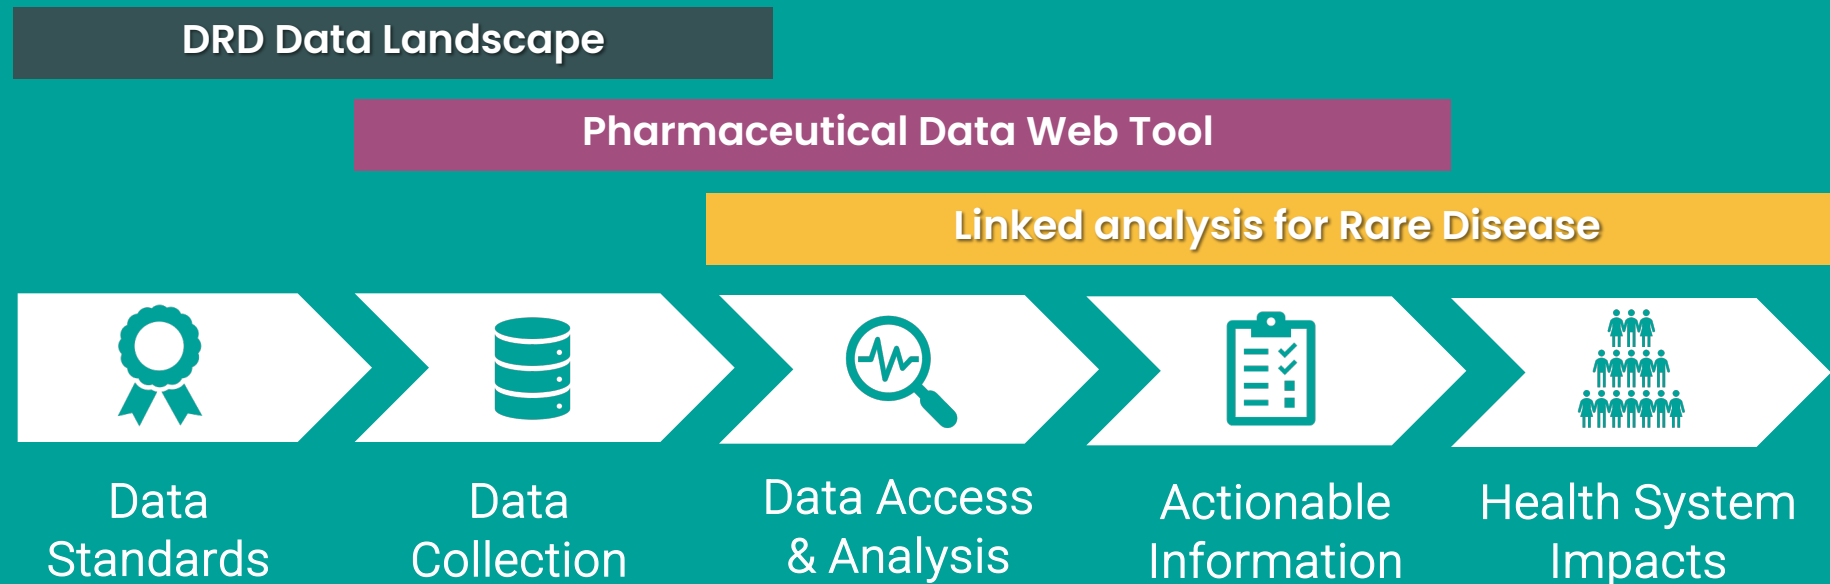 DRD Data Landscape
Pharmaceutical Data Web Tool
Linked analysis for Rare Disease
Data
Standards
Data
Collection
Data Access
& Analysis
Actionable
Information
Health System
Impacts